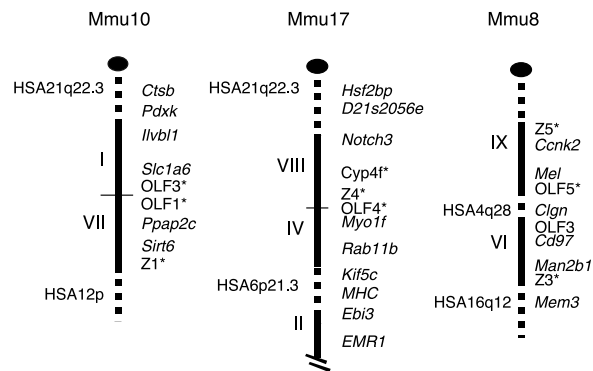 Mmu10
HSA21q22.3
Ctsb
Pdxk
Ilvbl1
I
Slc1a6
OLF3*
OLF1*
VII
Ppap2c
Sirt6
Z1*
HSA12p
Mmu17
HSA21q22.3
Hsf2bp
D21s2056e
Notch3
VIII
Cyp4f*
Z4*
OLF4*
IV
Myo1f
Rab11b
Kif5c
HSA6p21.3
MHC
Ebi3
II
EMR1
Mmu8
Z5*
IX
Ccnk2
Mel
OLF5*
HSA4q28
Clgn
OLF3
VI
Cd97
Man2b1
Z3*
HSA16q12
Mem3